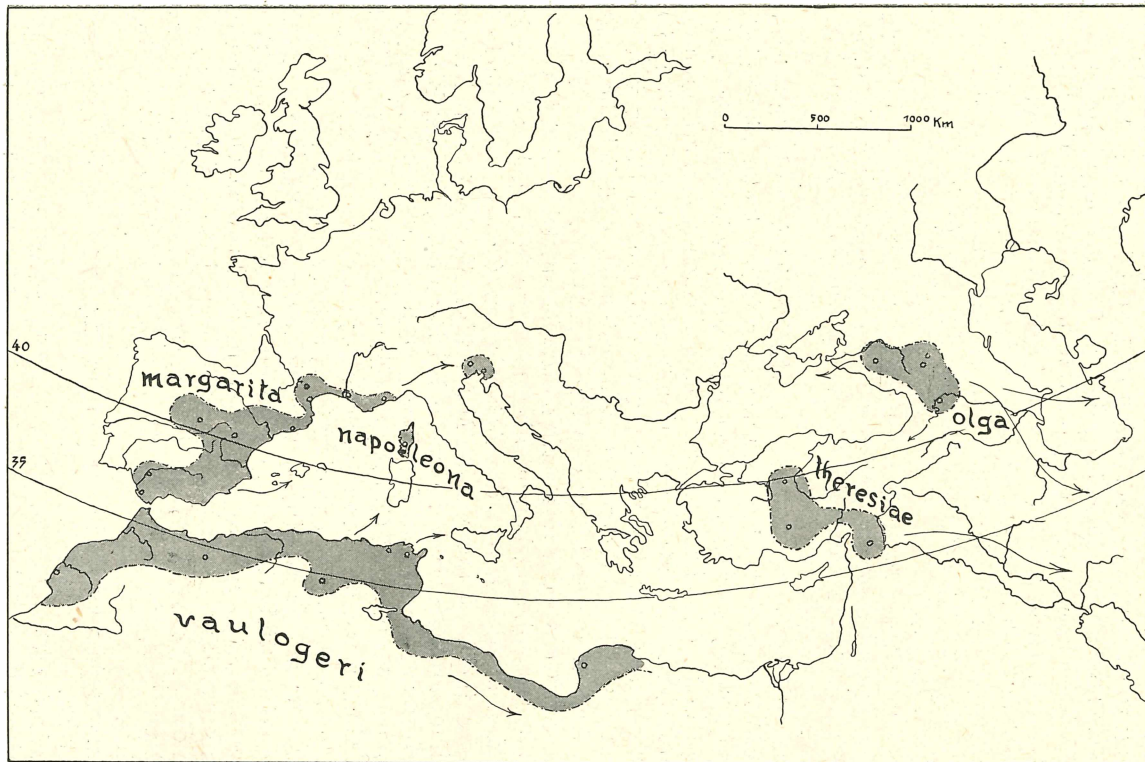 0 500 1000 Km
40
margarita
35
napoleona
olga
theresiae
vaulogeri